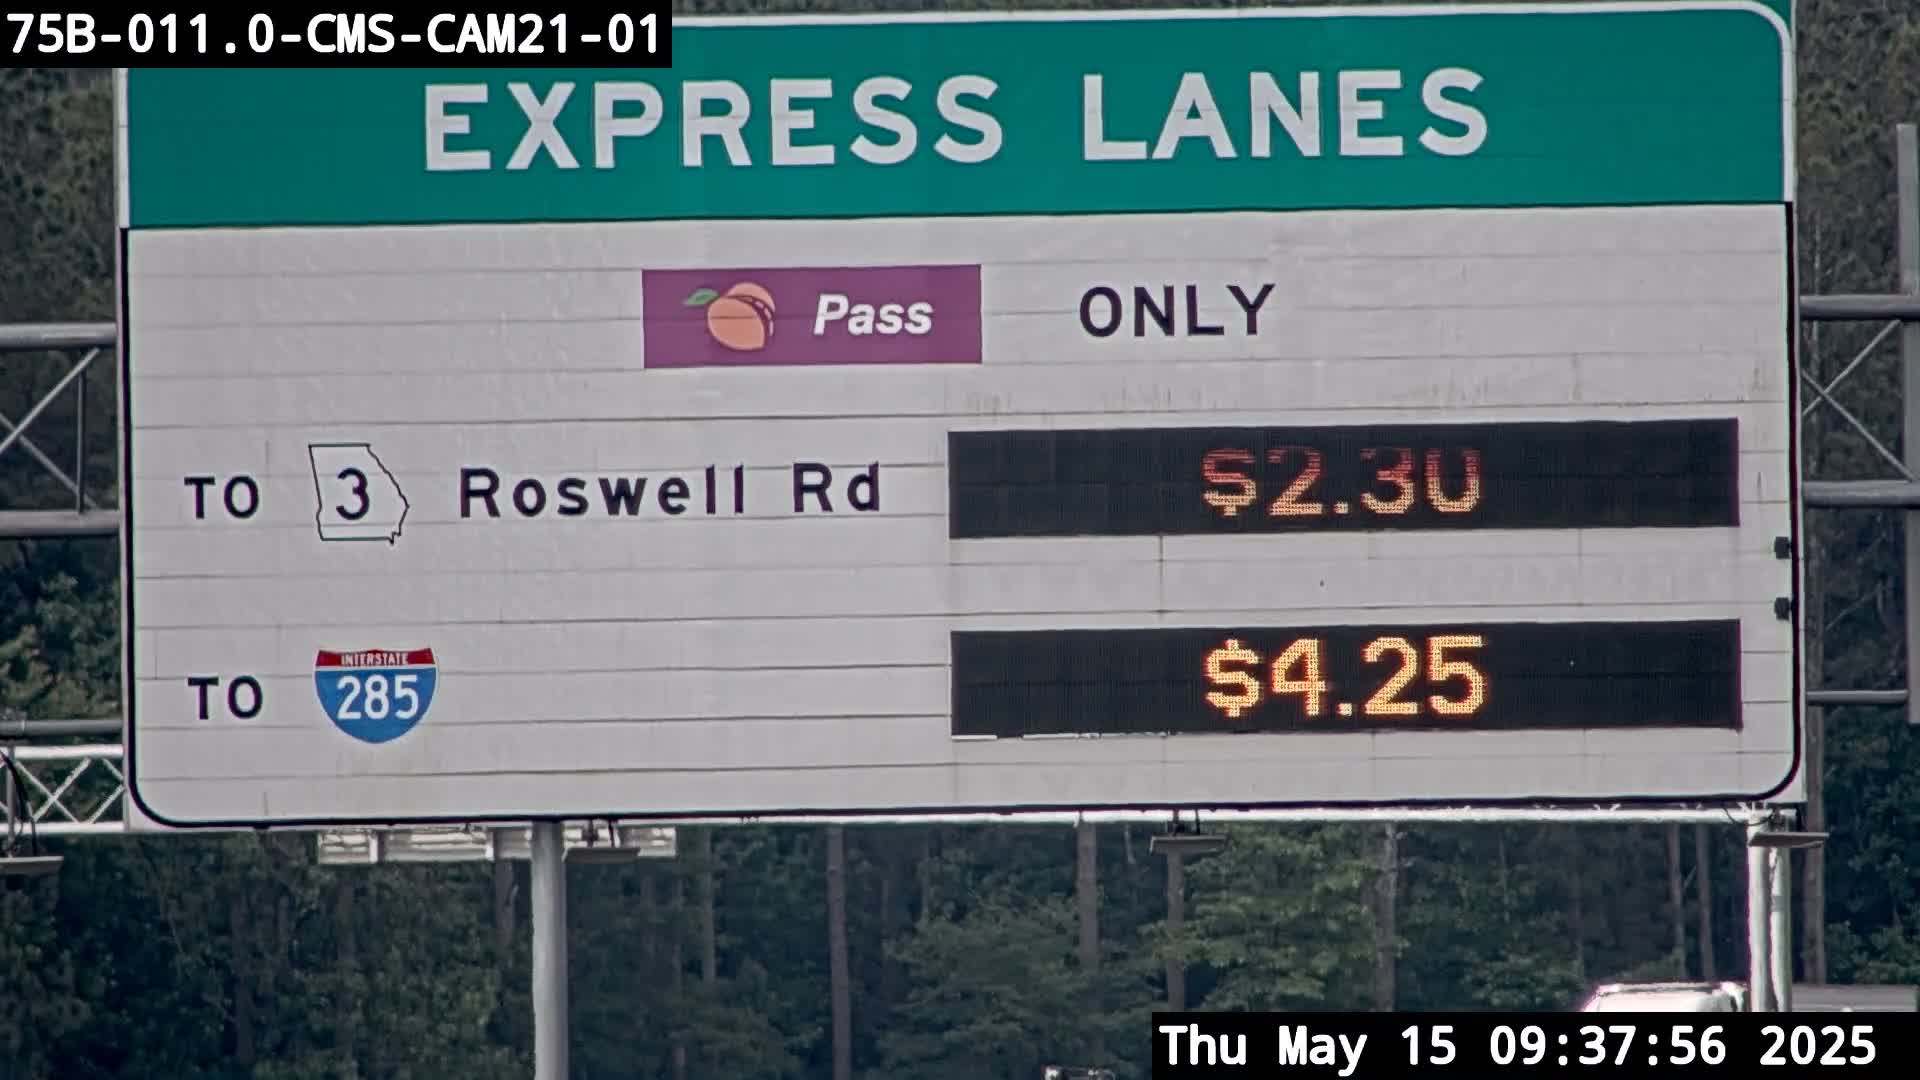 75B-011.0-CMS-CAM21-01
EXPRESS LANES
Pass ONLY
TO 3 Roswell Rd $2.30
TO INTERSTATE 285 $4.25
Thu May 15 09:37:56 2025